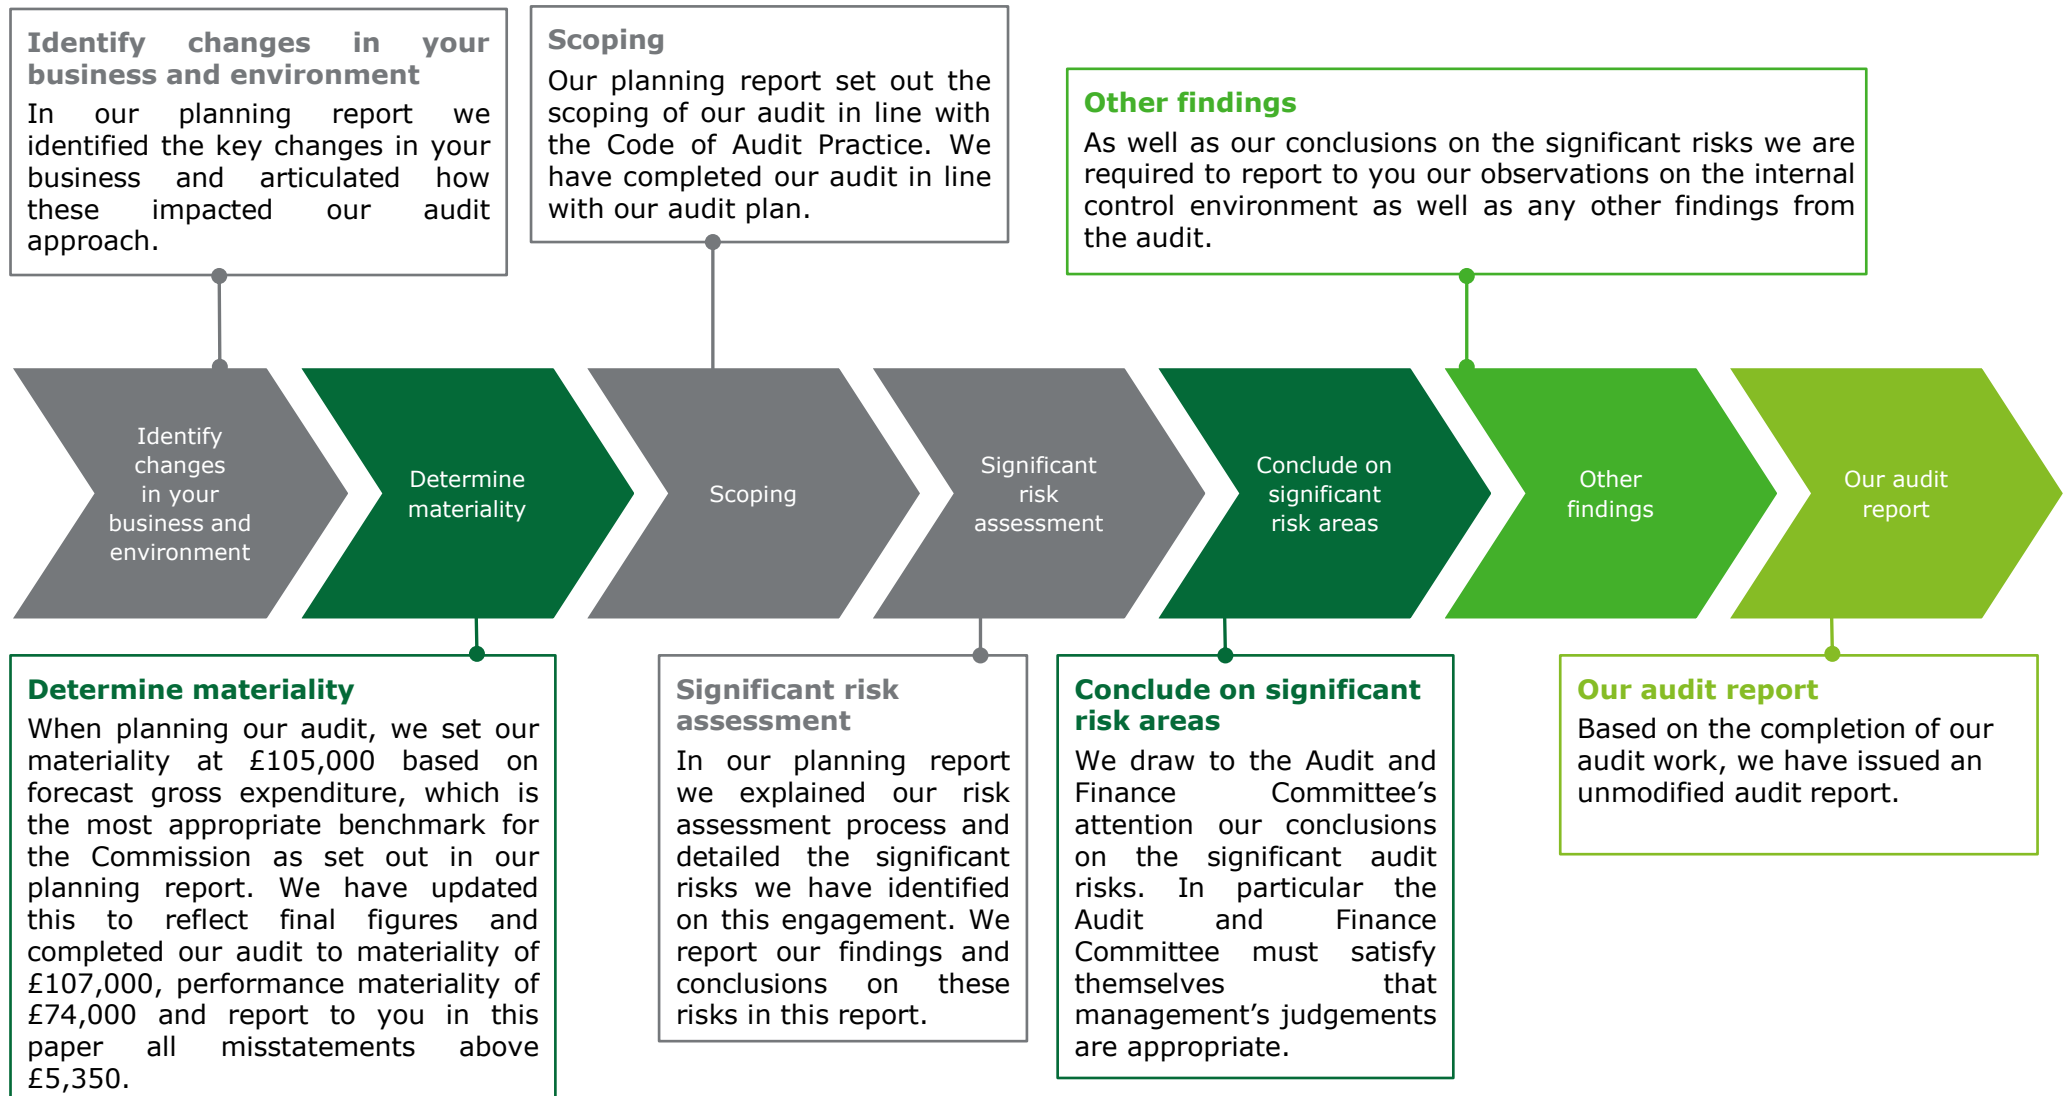 Identify changes in your
business and environment
In our planning report we
identified the key changes in your
business and articulated how
these impacted our audit
approach.
Scoping
Our planning report set out the
scoping of our audit in line with
the Code of Audit Practice. We
have completed our audit in line
with our audit plan.
Other findings
As well as our conclusions on the significant risks we are
required to report to you our observations on the internal
control environment as well as any other findings from
the audit.
Identify
changes
in your
business and
environment
Determine
materiality
Scoping
Significant
risk
assessment
Conclude on
significant
risk areas
Other
findings
Our audit
report
Determine materiality
When planning our audit, we set our
materiality at £105,000 based on
forecast gross expenditure, which is
the most appropriate benchmark for
the Commission as set out in our
planning report. We have updated
this to reflect final figures and
completed our audit to materiality of
£107,000, performance materiality of
£74,000 and report to you in this
paper all misstatements above
£5,350.
Significant risk
assessment
In our planning report
we explained our risk
assessment process and
detailed the significant
risks we have identified
on this engagement. We
report our findings and
conclusions on these
risks in this report.
Conclude on significant
risk areas
We draw to the Audit and
Finance Committee’s
attention our conclusions
on the significant audit
risks. In particular the
Audit and Finance
Committee must satisfy
themselves that
management’s judgements
are appropriate.
Our audit report
Based on the completion of our
audit work, we have issued an
unmodified audit report.